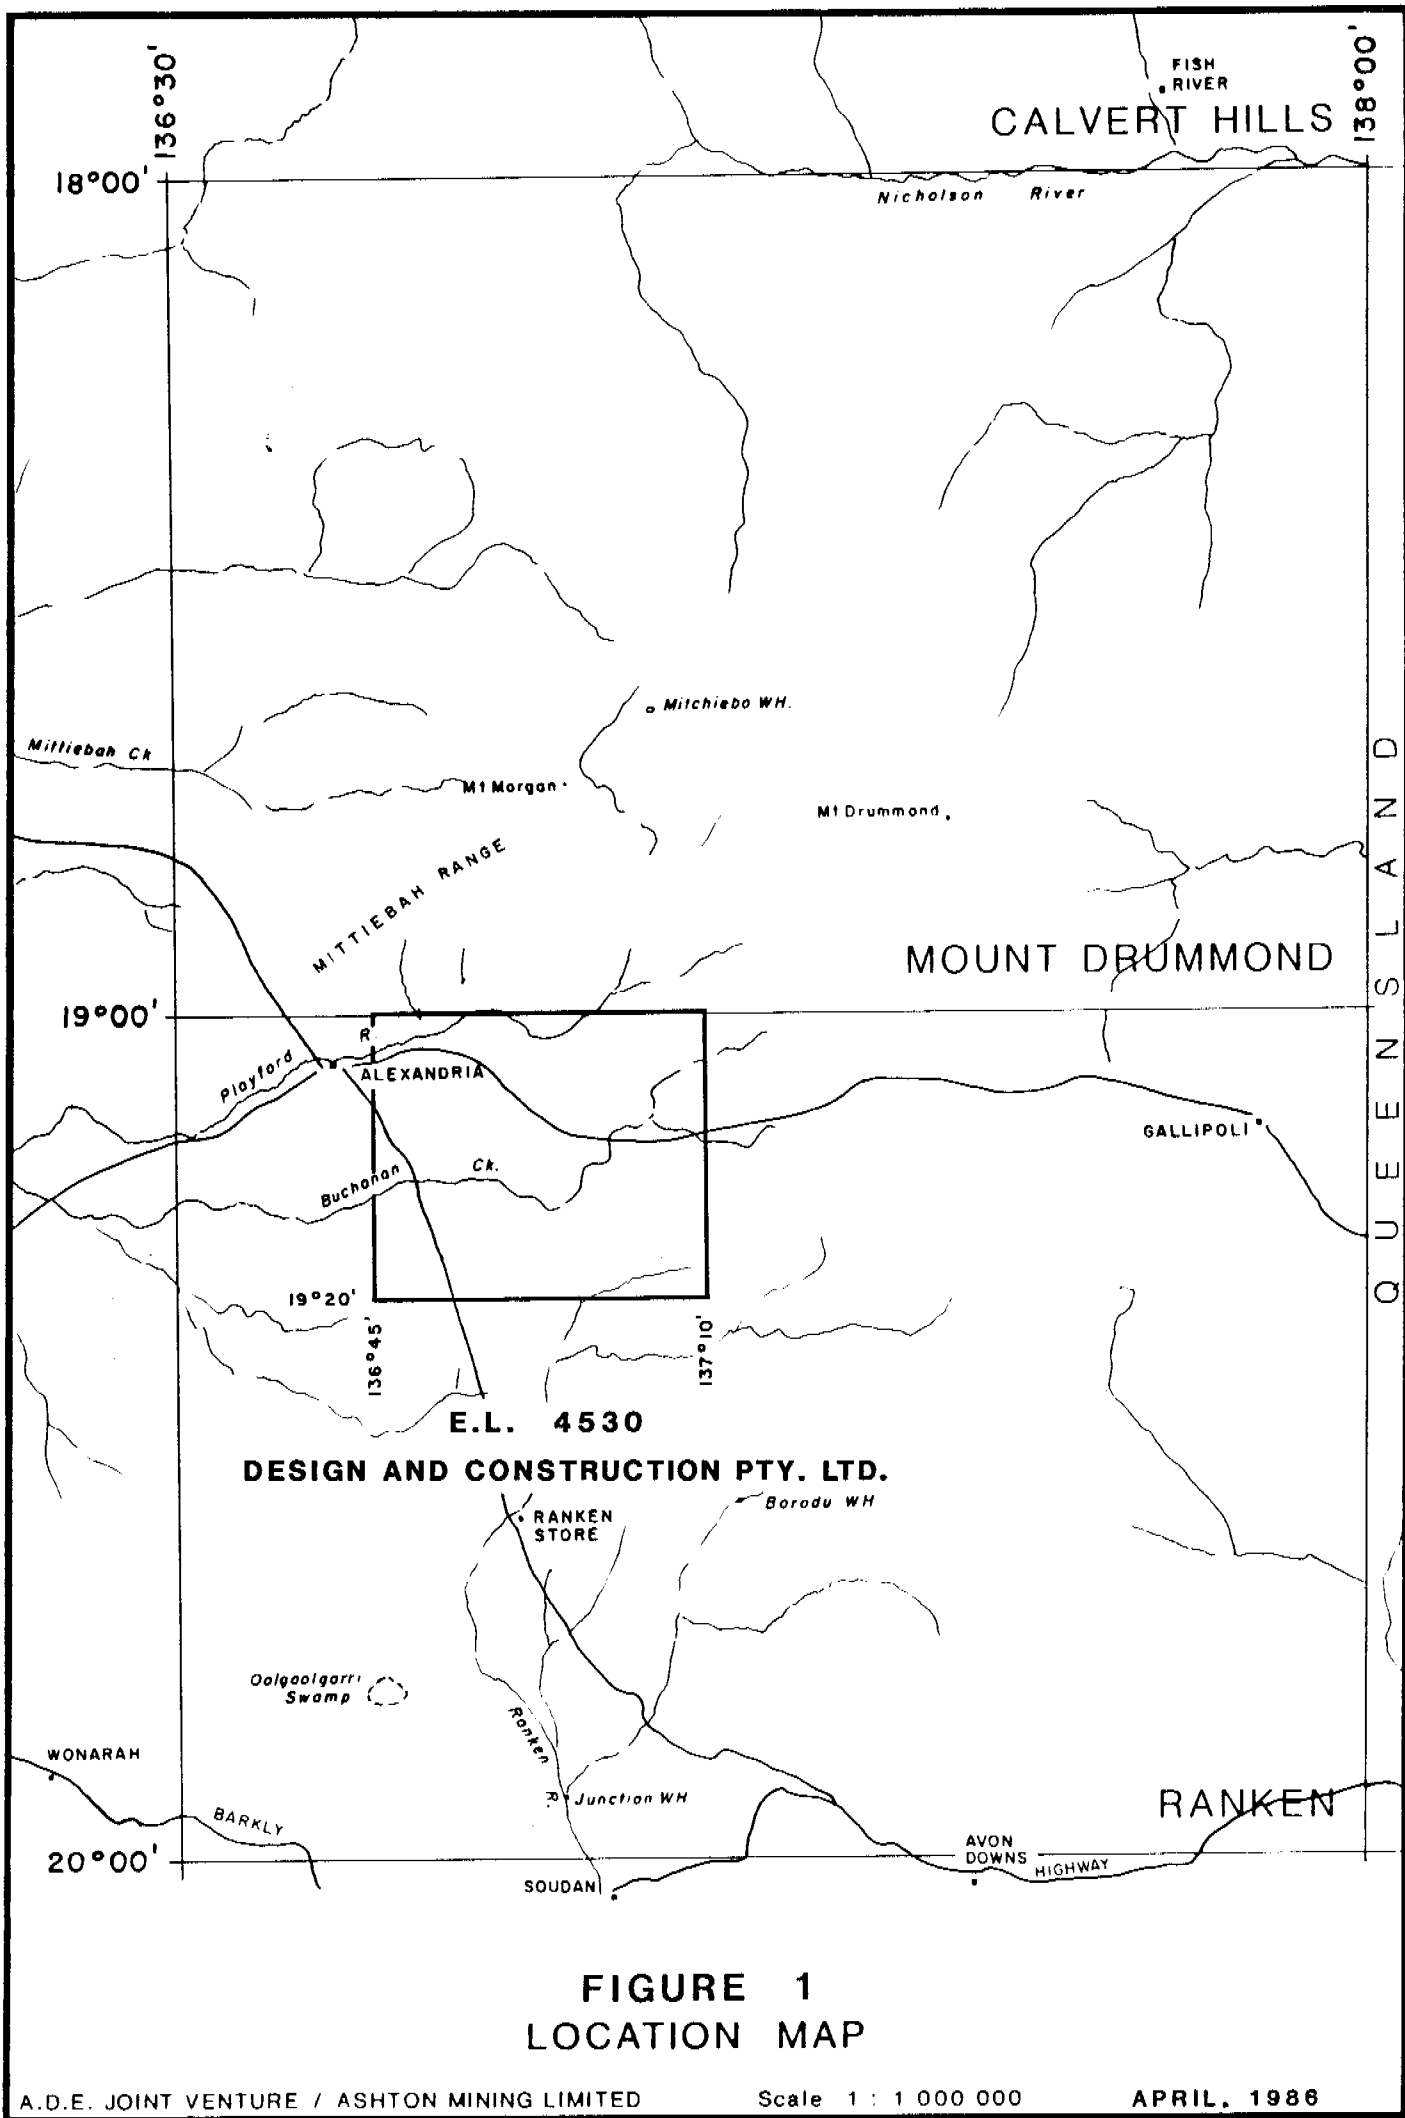 136°30'
138°00'
FISH
RIVER
CALVERT HILLS
18°00'
Nicholson River
Mitchiebo WH.
Mittiebah Ck
Mt Morgan
Mt Drummond
MITTIEBAH RANGE
QUEENSLAND
MOUNT DRUMMOND
19°00'
Playford R.
ALEXANDRIA
GALLIPOLI
Buchanan Ck.
19°20'
136°45'
137°10'
E.L. 4530
DESIGN AND CONSTRUCTION PTY. LTD.
Boradu WH
RANKEN
STORE
Oolgoolgarri
Swamp
Ranken R.
WONARAH
Junction WH
RANKEN
BARKLY
20°00'
AVON
DOWNS
HIGHWAY
SOUDAN
FIGURE 1
LOCATION MAP
A.D.E. JOINT VENTURE / ASHTON MINING LIMITED
Scale 1 : 1 000 000
APRIL. 1986